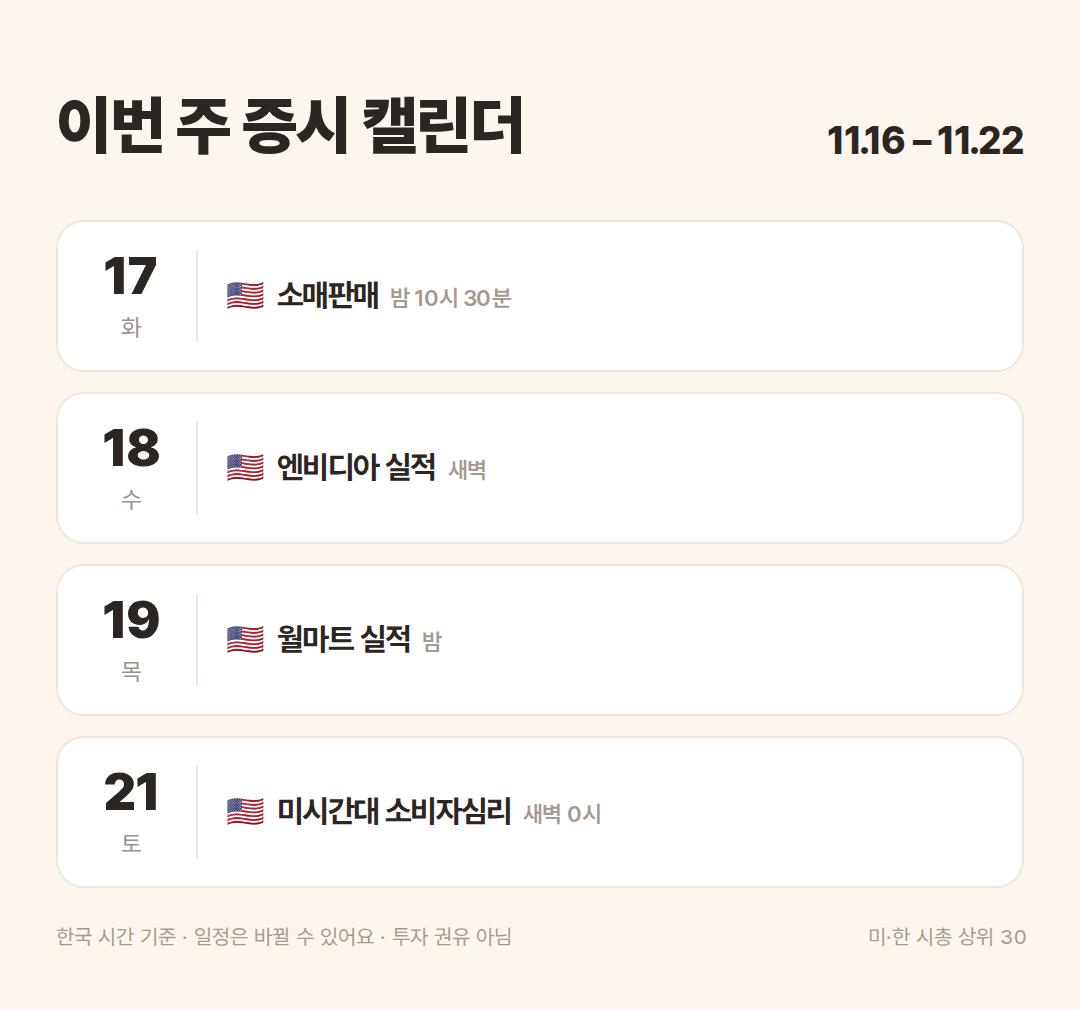 이번 주 증시 캘린더
11.16 – 11.22
17
화
소매판매 밤 10시 30분
18
수
엔비디아 실적 새벽
19
목
월마트 실적 밤
21
토
미시간대 소비자심리 새벽 0시
한국 시간 기준 · 일정은 바뀔 수 있어요 · 투자 권유 아님
미·한 시총 상위 30